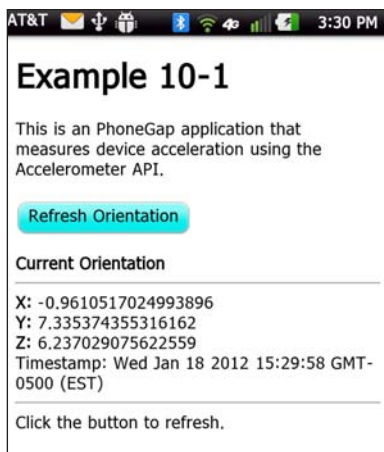 AT&T 4G 3:30 PM
Example 10-1
This is an PhoneGap application that
measures device acceleration using the
Accelerometer API.
Refresh Orientation
Current Orientation
X: -0.9610517024993896
Y: 7.335374355316162
Z: 6.237029075622559
Timestamp: Wed Jan 18 2012 15:29:58 GMT-
0500 (EST)
Click the button to refresh.